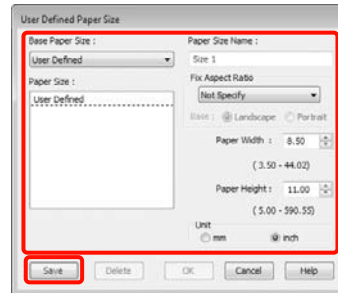 User Defined Paper Size
Base Paper Size :
User Defined
Paper Size :
User Defined
Paper Size Name :
Size 1
Fix Aspect Ratio
Not Specify
Base : Landscape Portrait
Paper Width : 8.50
(3.50 - 44.02)
Paper Height : 11.00
(5.00 - 590.55)
Unit
mm inch
Save Delete OK Cancel Help